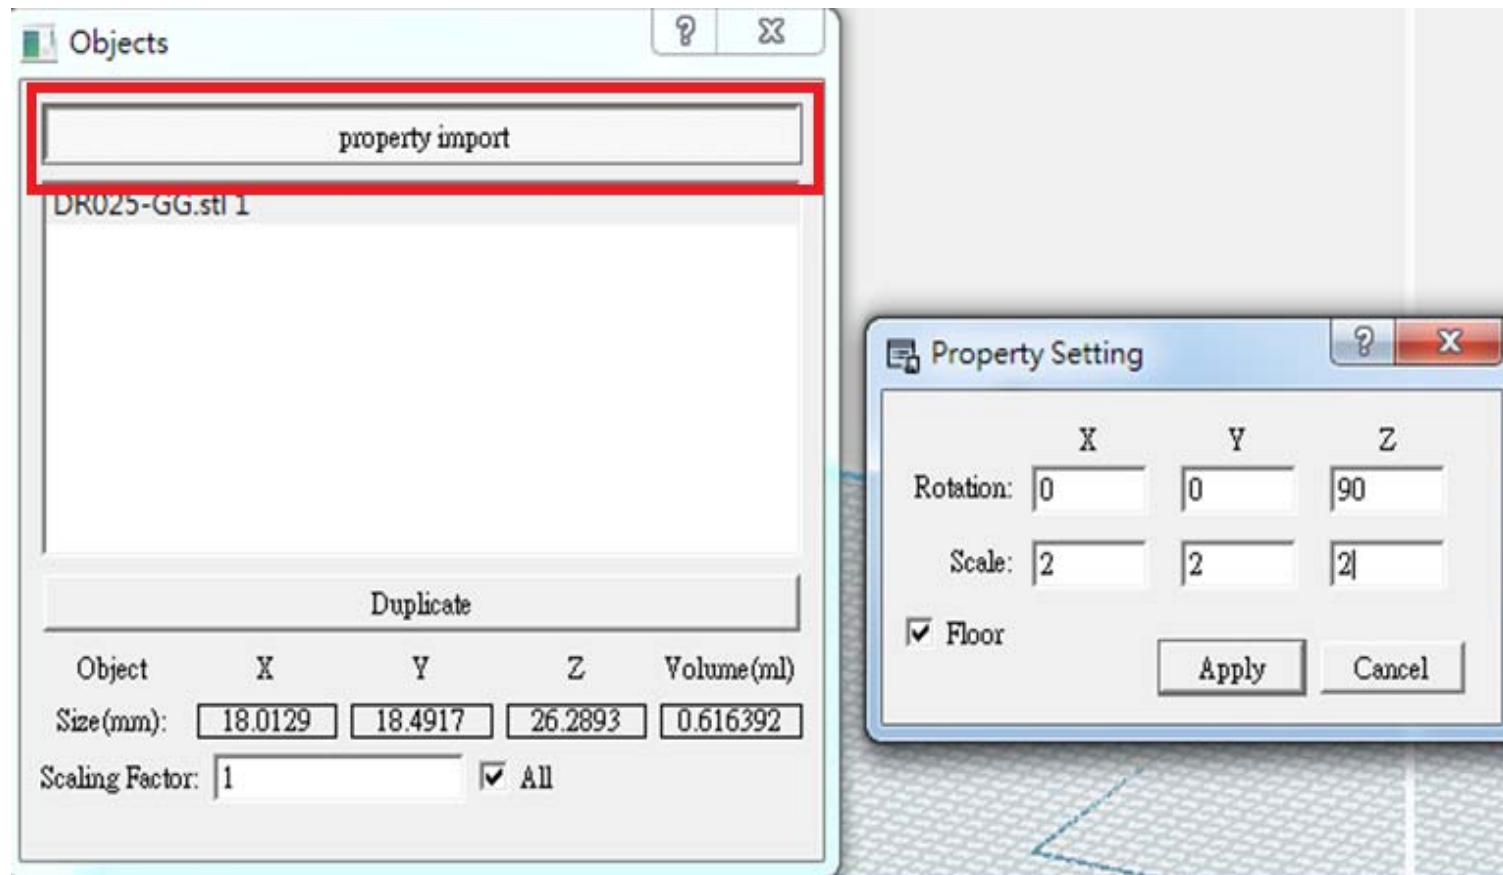 Objects
property import
DR025-GG.stl 1
Duplicate
Object X Y Z Volume(ml)
Size(mm): 18.0129 18.4917 26.2893 0.616392
Scaling Factor: 1 All
Property Setting
X Y Z
Rotation: 0 0 90
Scale: 2 2 2
Floor
Apply Cancel